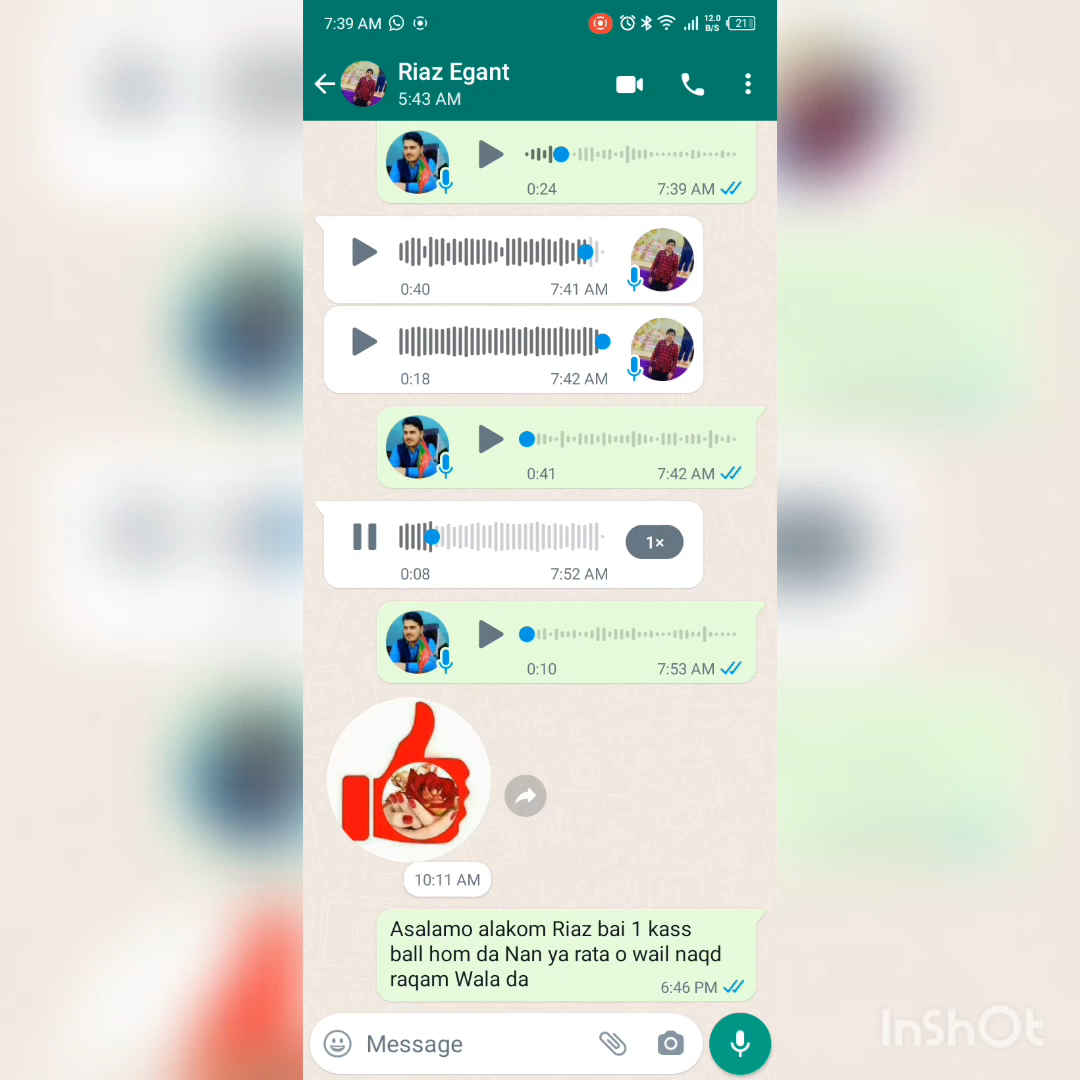 7:39 AM
12.0
B/S
21
Riaz Egant
5:43 AM
0:24 7:39 AM
0:40 7:41 AM
0:18 7:42 AM
0:41 7:42 AM
1×
0:08 7:52 AM
0:10 7:53 AM
10:11 AM
Asalamo alakom Riaz bai 1 kass
ball hom da Nan ya rata o wail naqd
raqam Wala da
6:46 PM
Message
InShOt